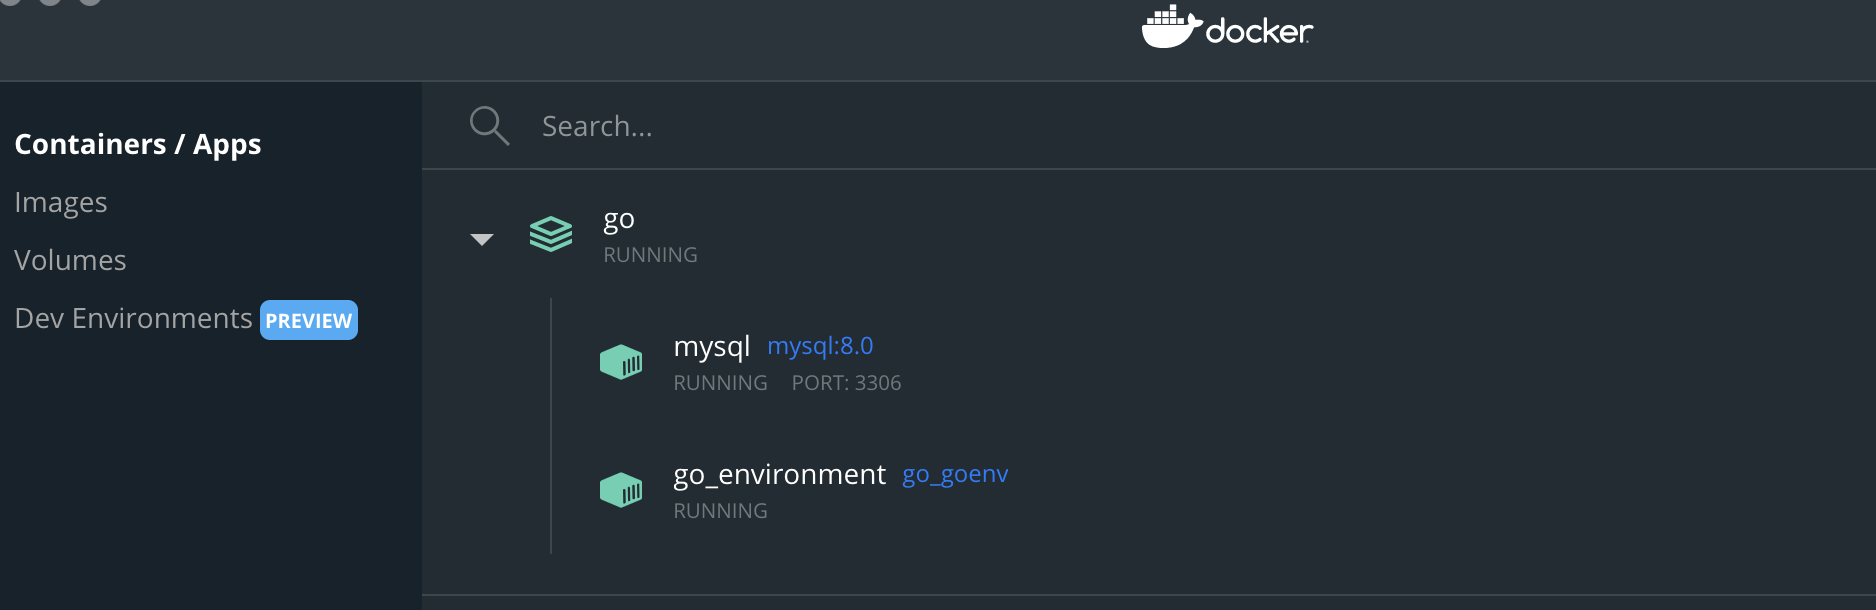 docker
Containers / Apps
Images
Volumes
Dev Environments PREVIEW
Search...
go
RUNNING
mysql mysql:8.0
RUNNING PORT: 3306
go_environment go_goenv
RUNNING